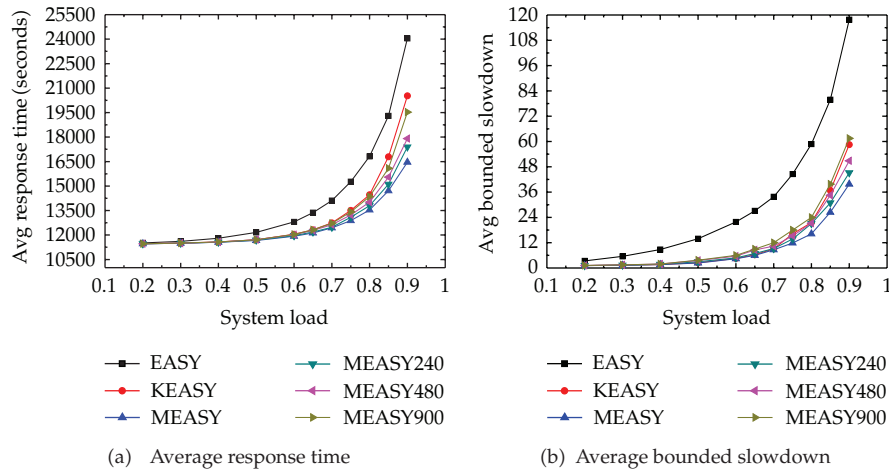 25500
24000
22500
21000
19500
18000
16500
15000
13500
12000
10500
Avg response time (seconds)
0.1 0.2 0.3 0.4 0.5 0.6 0.7 0.8 0.9 1
System load
EASY
KEASY
MEASY
MEASY240
MEASY480
MEASY900
(a) Average response time
120
108
96
84
72
60
48
36
24
12
0
Avg bounded slowdown
0.1 0.2 0.3 0.4 0.5 0.6 0.7 0.8 0.9 1
System load
EASY
KEASY
MEASY
MEASY240
MEASY480
MEASY900
(b) Average bounded slowdown